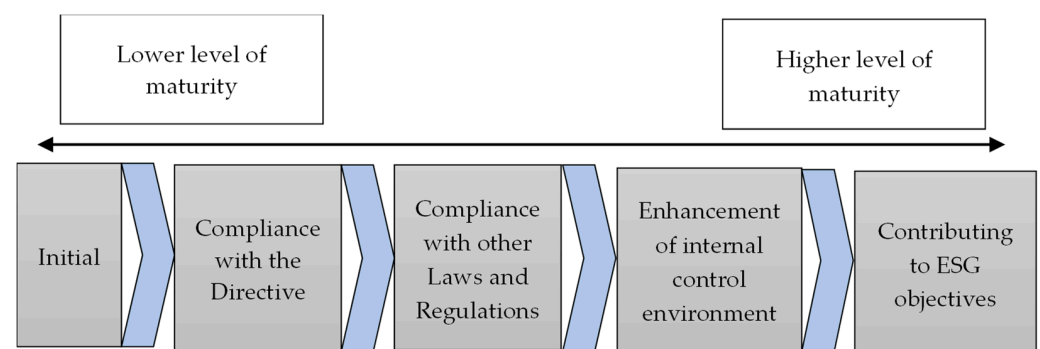 Lower level of
maturity
Higher level of
maturity
Initial
Compliance
with the
Directive
Compliance
with other
Laws and
Regulations
Enhancement
of internal
control
environment
Contributing
to ESG
objectives